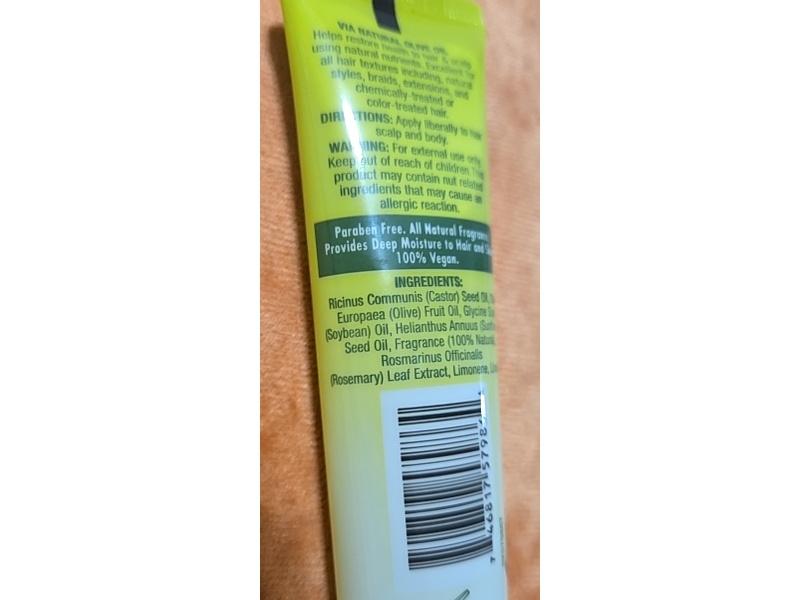 VIA NATURAL OLIVE OIL
Helps restore health to hair & scalp
using natural nutrients. Excellent for
all hair textures including, natural
styles, braids, extensions, and
chemically-treated or
color-treated hair.
DIRECTIONS: Apply liberally to hair
scalp and body.
WARNING: For external use only.
Keep out of reach of children. This
product may contain nut related
ingredients that may cause an
allergic reaction.
Paraben Free. All Natural Fragrance
Provides Deep Moisture to Hair and
100% Vegan.
INGREDIENTS:
Ricinus Communis (Castor) Seed Oil,
Europaea (Olive) Fruit Oil, Glycine
(Soybean) Oil, Helianthus Annuus
Seed Oil, Fragrance (100% Natural
Rosmarinus Officinalis
(Rosemary) Leaf Extract, Limonene,
7 46817 5798